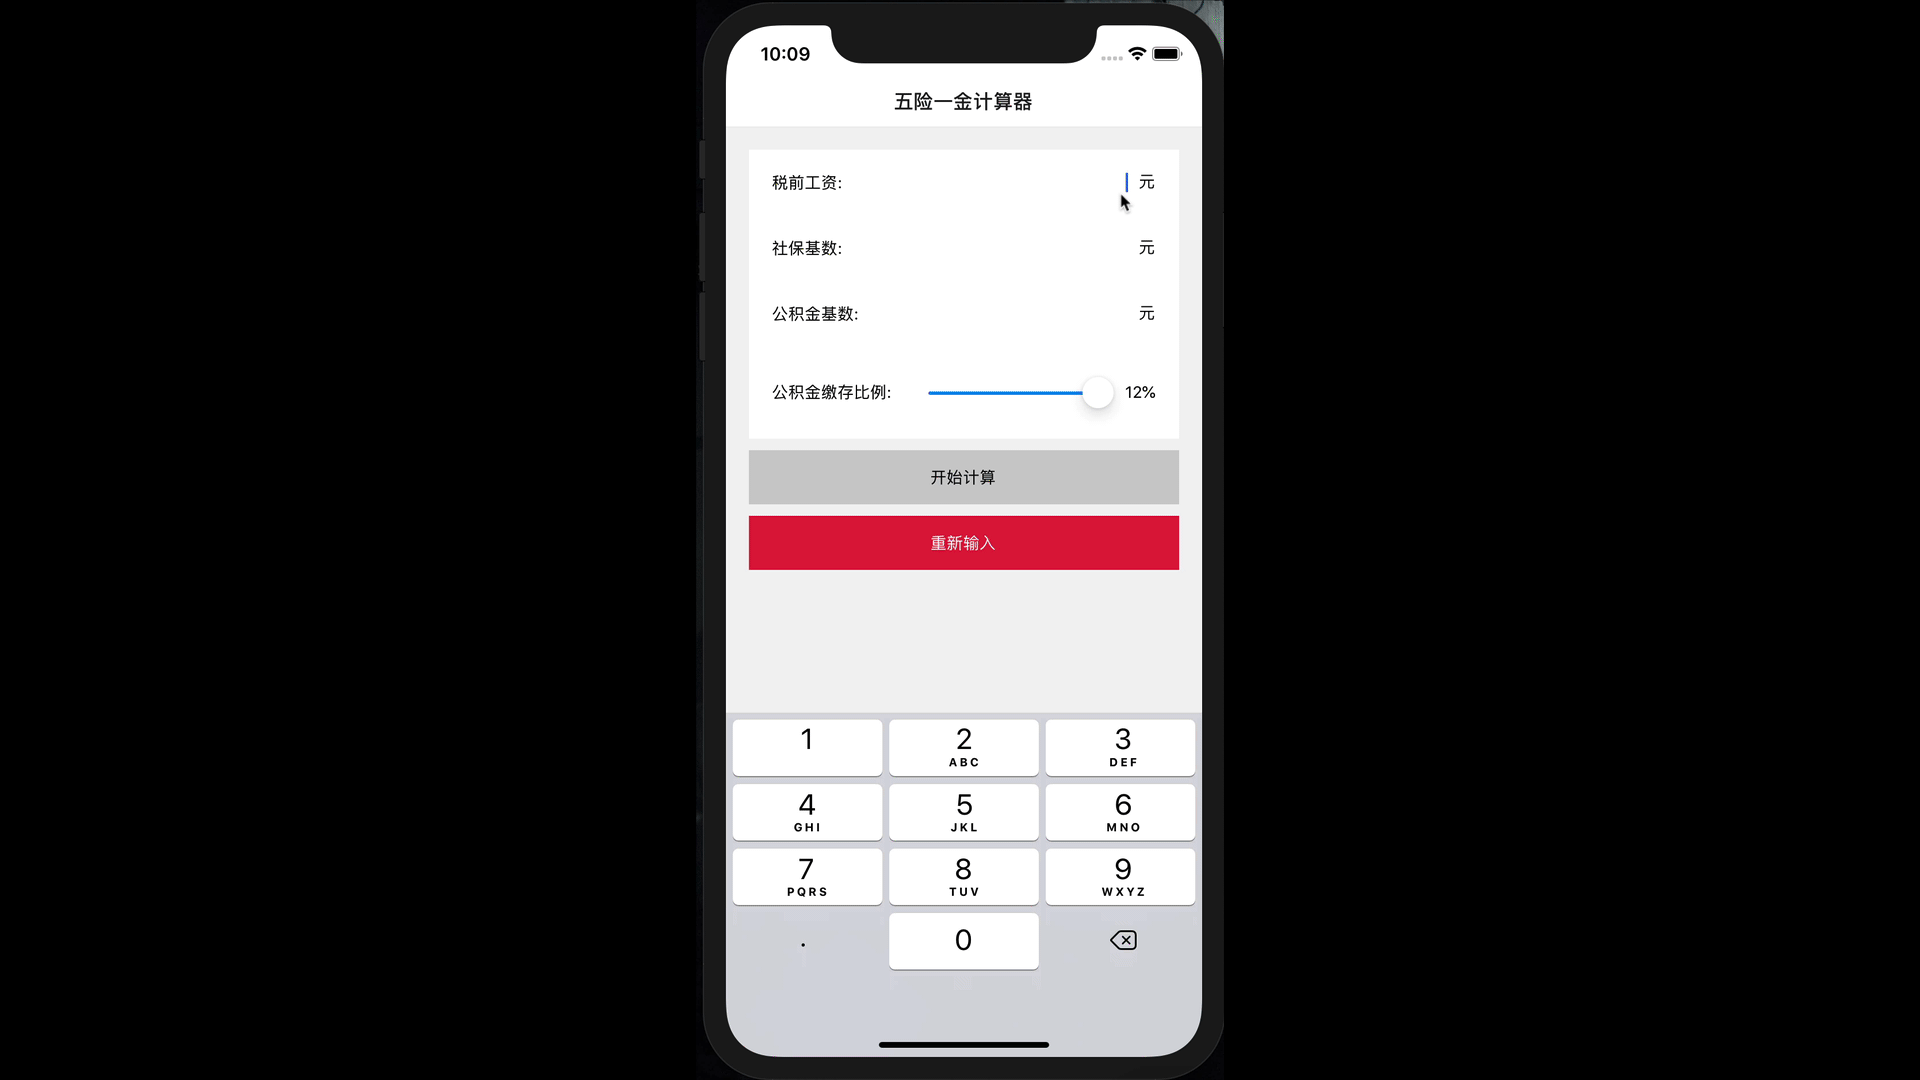 10:09
五险一金计算器
税前工资: 元
社保基数: 元
公积金基数: 元
公积金缴存比例: 12%
开始计算
重新输入
1 2 3
ABC DEF
4 5 6
GHI JKL MNO
7 8 9
PQRS TUV WXYZ
. 0